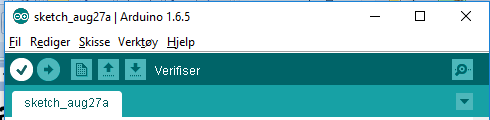 sketch_aug27a | Arduino 1.6.5
Fil Rediger Skisse Verktøy Hjelp
Verifiser
sketch_aug27a